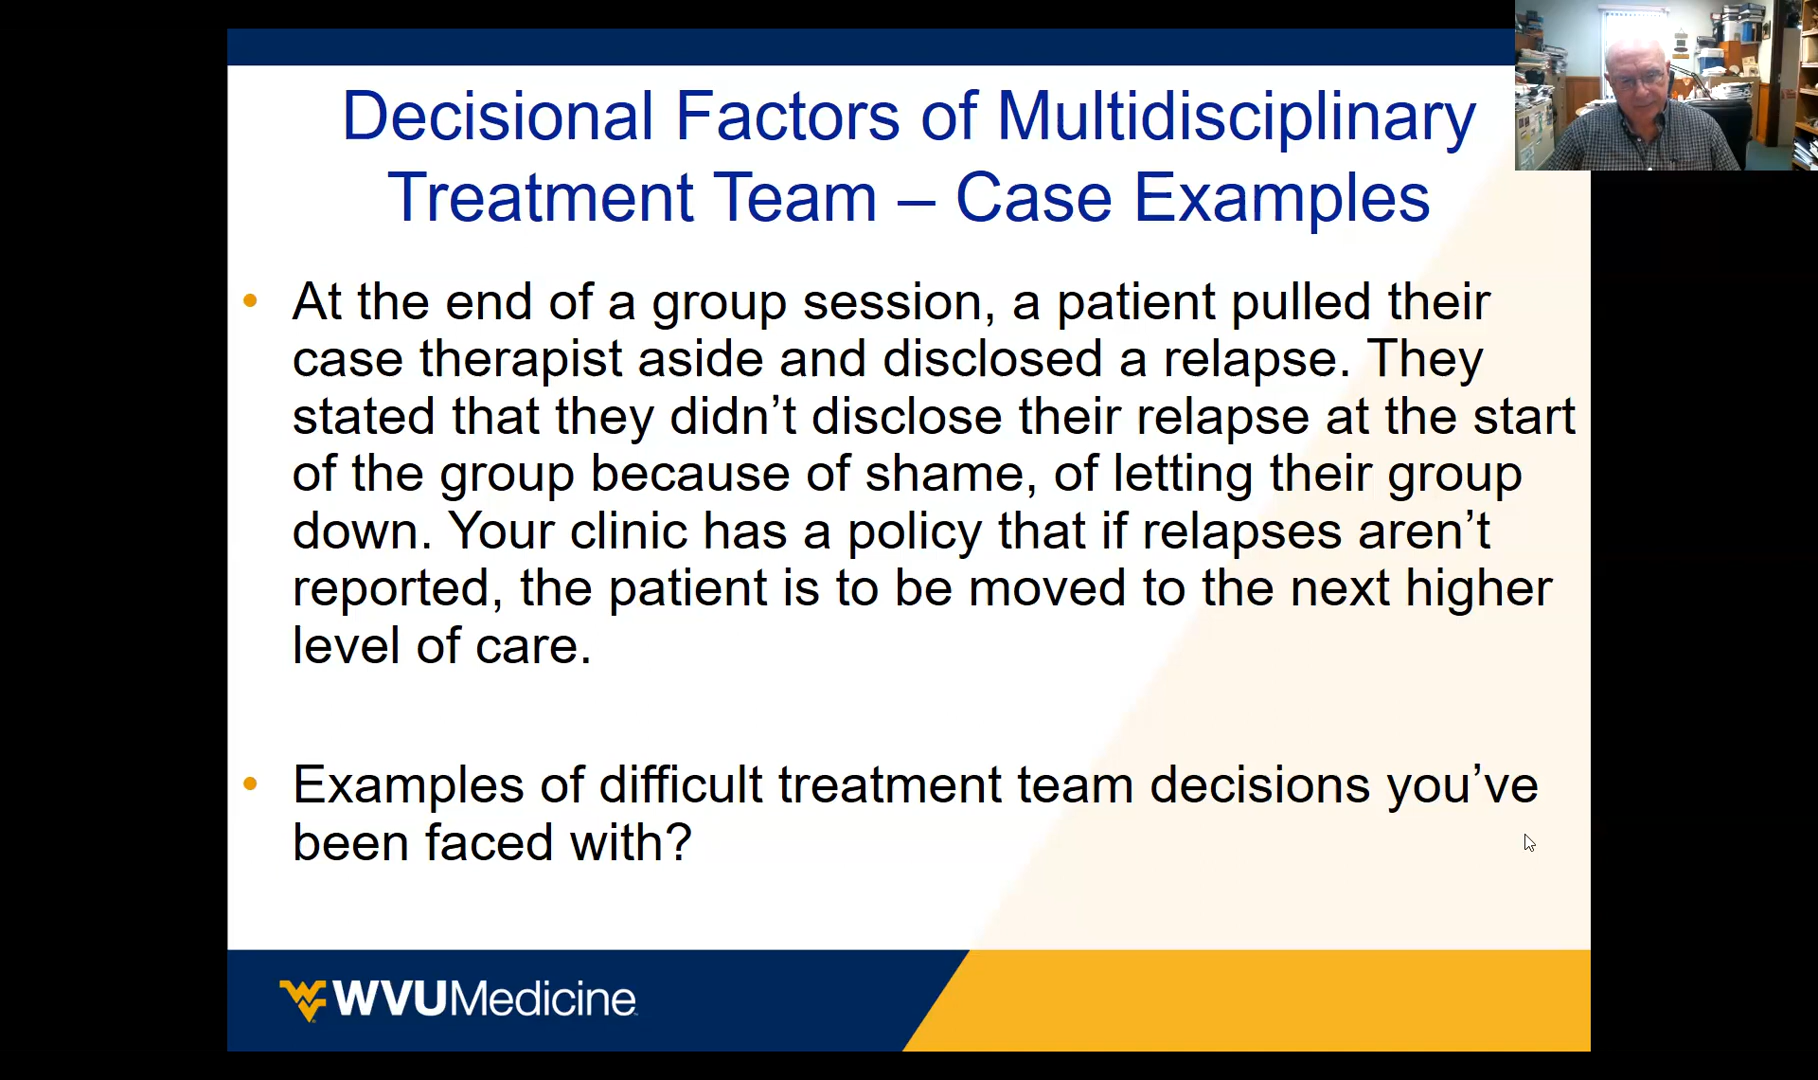 Decisional Factors of Multidisciplinary
Treatment Team – Case Examples
• At the end of a group session, a patient pulled their
case therapist aside and disclosed a relapse. They
stated that they didn’t disclose their relapse at the start
of the group because of shame, of letting their group
down. Your clinic has a policy that if relapses aren’t
reported, the patient is to be moved to the next higher
level of care.
• Examples of difficult treatment team decisions you’ve
been faced with?
WVUMedicine